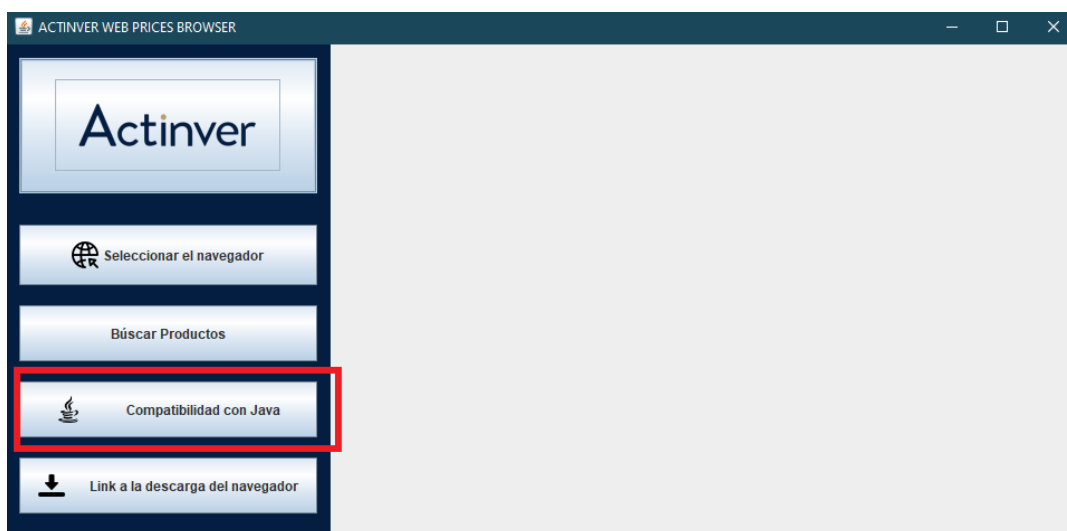 ACTINVER WEB PRICES BROWSER
Actinver
Seleccionar el navegador
Búscar Productos
Compatibilidad con Java
Link a la descarga del navegador